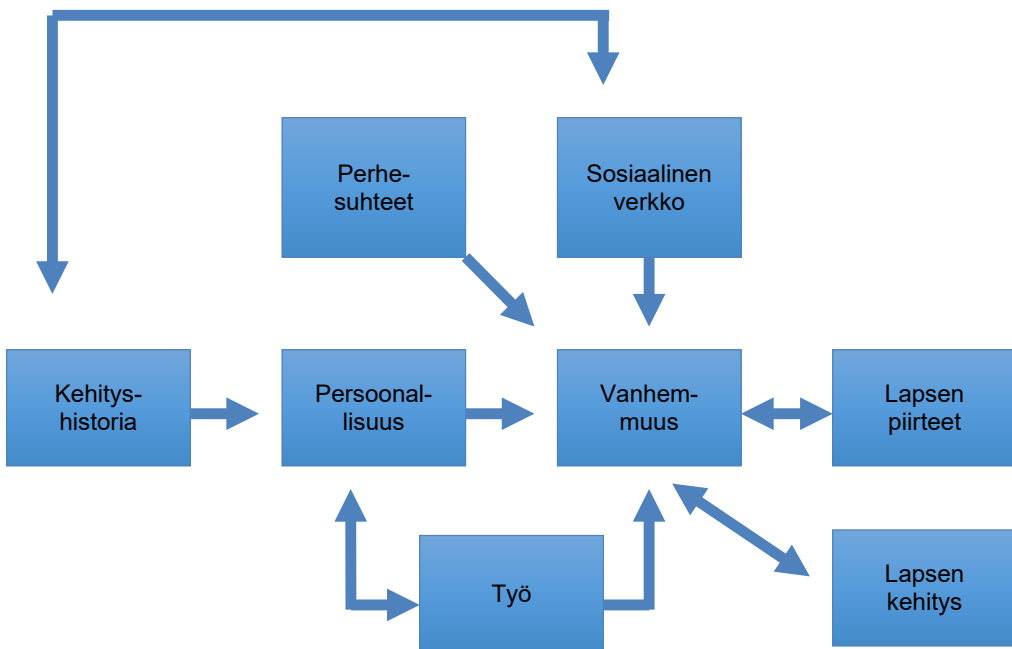 Perhe-
suhteet
Sosiaalinen
verkko
Kehitys-
historia
Persoonal-
lisuus
Vanhem-
muus
Lapsen
piirteet
Työ
Lapsen
kehitys